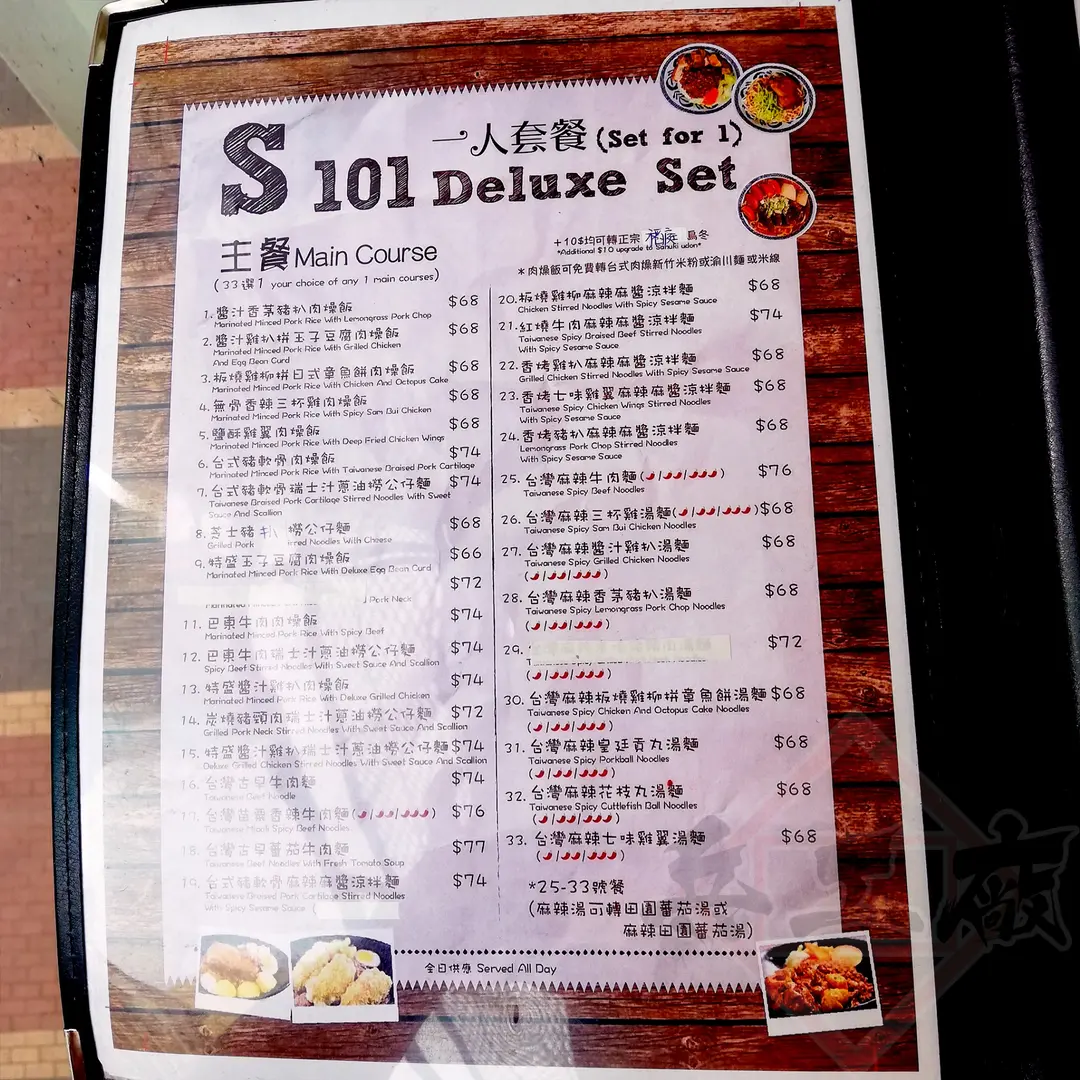 一人套餐 (Set for 1)
S 101 Deluxe Set
主餐 Main Course
(33選1 your choice of any 1 main courses)
1. 醬汁香茅豬扒肉燥飯 $68
Marinated Minced Pork Rice With Lemongrass Pork Chop
2. 醬汁雞扒拼玉子豆腐肉燥飯 $68
Marinated Minced Pork Rice With Grilled Chicken
And Egg Bean Curd
3. 板燒雞柳拼日式章魚餅肉燥飯 $68
Marinated Minced Pork Rice With Chicken And Octopus Cake
4. 無骨香辣三杯雞肉燥飯 $68
Marinated Minced Pork Rice With Spicy Sam Bui Chicken
5. 鹽酥雞翼肉燥飯 $68
Marinated Minced Pork Rice With Deep Fried Chicken Wings
6. 台式豬軟骨肉燥飯 $74
Marinated Minced Pork Rice With Taiwanese Braised Pork Cartilage
7. 台式豬軟骨瑞士汁蔥油撈公仔麵 $74
Taiwanese Braised Pork Cartilage Stirred Noodles With Sweet
Sauce And Scallion
8. 芝士豬扒 撈公仔麵 $68
Grilled Pork irred Noodles With Cheese
9. 特盛玉子豆腐肉燥飯 $66
Marinated Minced Pork Rice With Deluxe Egg Bean Curd
$72
Pork Neck
11. 巴東牛肉肉燥飯 $74
Marinated Minced Pork Rice With Spicy Beef
12. 巴東牛肉瑞士汁蔥油撈公仔麵 $74
Spicy Beef Stirred Noodles With Sweet Sauce And Scallion
13. 特盛醬汁雞扒肉燥飯 $74
Marinated Minced Pork Rice With Deluxe Grilled Chicken
14. 炭燒豬頸肉瑞士汁蔥油撈公仔麵 $72
Grilled Pork Neck Stirred Noodles With Sweet Sauce And Scallion
15. 特盛醬汁雞扒瑞士汁蔥油撈公仔麵 $74
Deluxe Grilled Chicken Stirred Noodles With Sweet Sauce And Scallion
16. 台灣古早牛肉麵 $74
Taiwanese Beef Noodle
17. 台灣苗栗香辣牛肉麵( / / ) $76
Taiwanese Miaoli Spicy Beef Noodles
18. 台灣古早蕃茄牛肉麵 $77
Taiwanese Beef Noodles With Fresh Tomato Soup
19. 台式豬軟骨麻辣麻醬涼拌麵 $74
Taiwanese Braised Pork Cartilage Stirred Noodles
With Spicy Sesame Sauce
+10$均可轉正宗 稻庭 烏冬
*Additional $10 upgrade to Sanuki udon*
*肉燥飯可免費轉台式肉燥新竹米粉或渝川麵或米線
20. 板燒雞柳麻辣麻醬涼拌麵 $68
Chicken Stirred Noodles With Spicy Sesame Sauce
21. 紅燒牛肉麻辣麻醬涼拌麵 $74
Taiwanese Spicy Braised Beef Stirred Noodles
With Spicy Sesame Sauce
22. 香烤雞扒麻辣麻醬涼拌麵 $68
Grilled Chicken Stirred Noodles With Spicy Sesame Sauce
23. 香烤七味雞翼麻辣麻醬涼拌麵 $68
Taiwanese Spicy Chicken Wings Stirred Noodles
With Spicy Sesame Sauce
24. 香烤豬扒麻辣麻醬涼拌麵 $68
Lemongrass Pork Chop Stirred Noodles
With Spicy Sesame Sauce
25. 台灣麻辣牛肉麵( / / ) $76
Taiwanese Spicy Beef Noodles
26. 台灣麻辣三杯雞湯麵( / / ) $68
Taiwanese Spicy Sam Bui Chicken Noodles
27. 台灣麻辣醬汁雞扒湯麵 $68
Taiwanese Spicy Grilled Chicken Noodles
( / / )
28. 台灣麻辣香茅豬扒湯麵 $68
Taiwanese Spicy Lemongrass Pork Chop Noodles
( / / )
29. $72
( / / )
30. 台灣麻辣板燒雞柳拼章魚餅湯麵 $68
Taiwanese Spicy Chicken And Octopus Cake Noodles
( / / )
31. 台灣麻辣皇廷貢丸湯麵 $68
Taiwanese Spicy Porkball Noodles
( / / )
32. 台灣麻辣花枝丸湯麵 $68
Taiwanese Spicy Cuttlefish Ball Noodles
( / / )
33. 台灣麻辣七味雞翼湯麵 $68
( / / )
*25-33號餐
(麻辣湯可轉田園蕃茄湯或
麻辣田園蕃茄湯)
全日供應 Served All Day